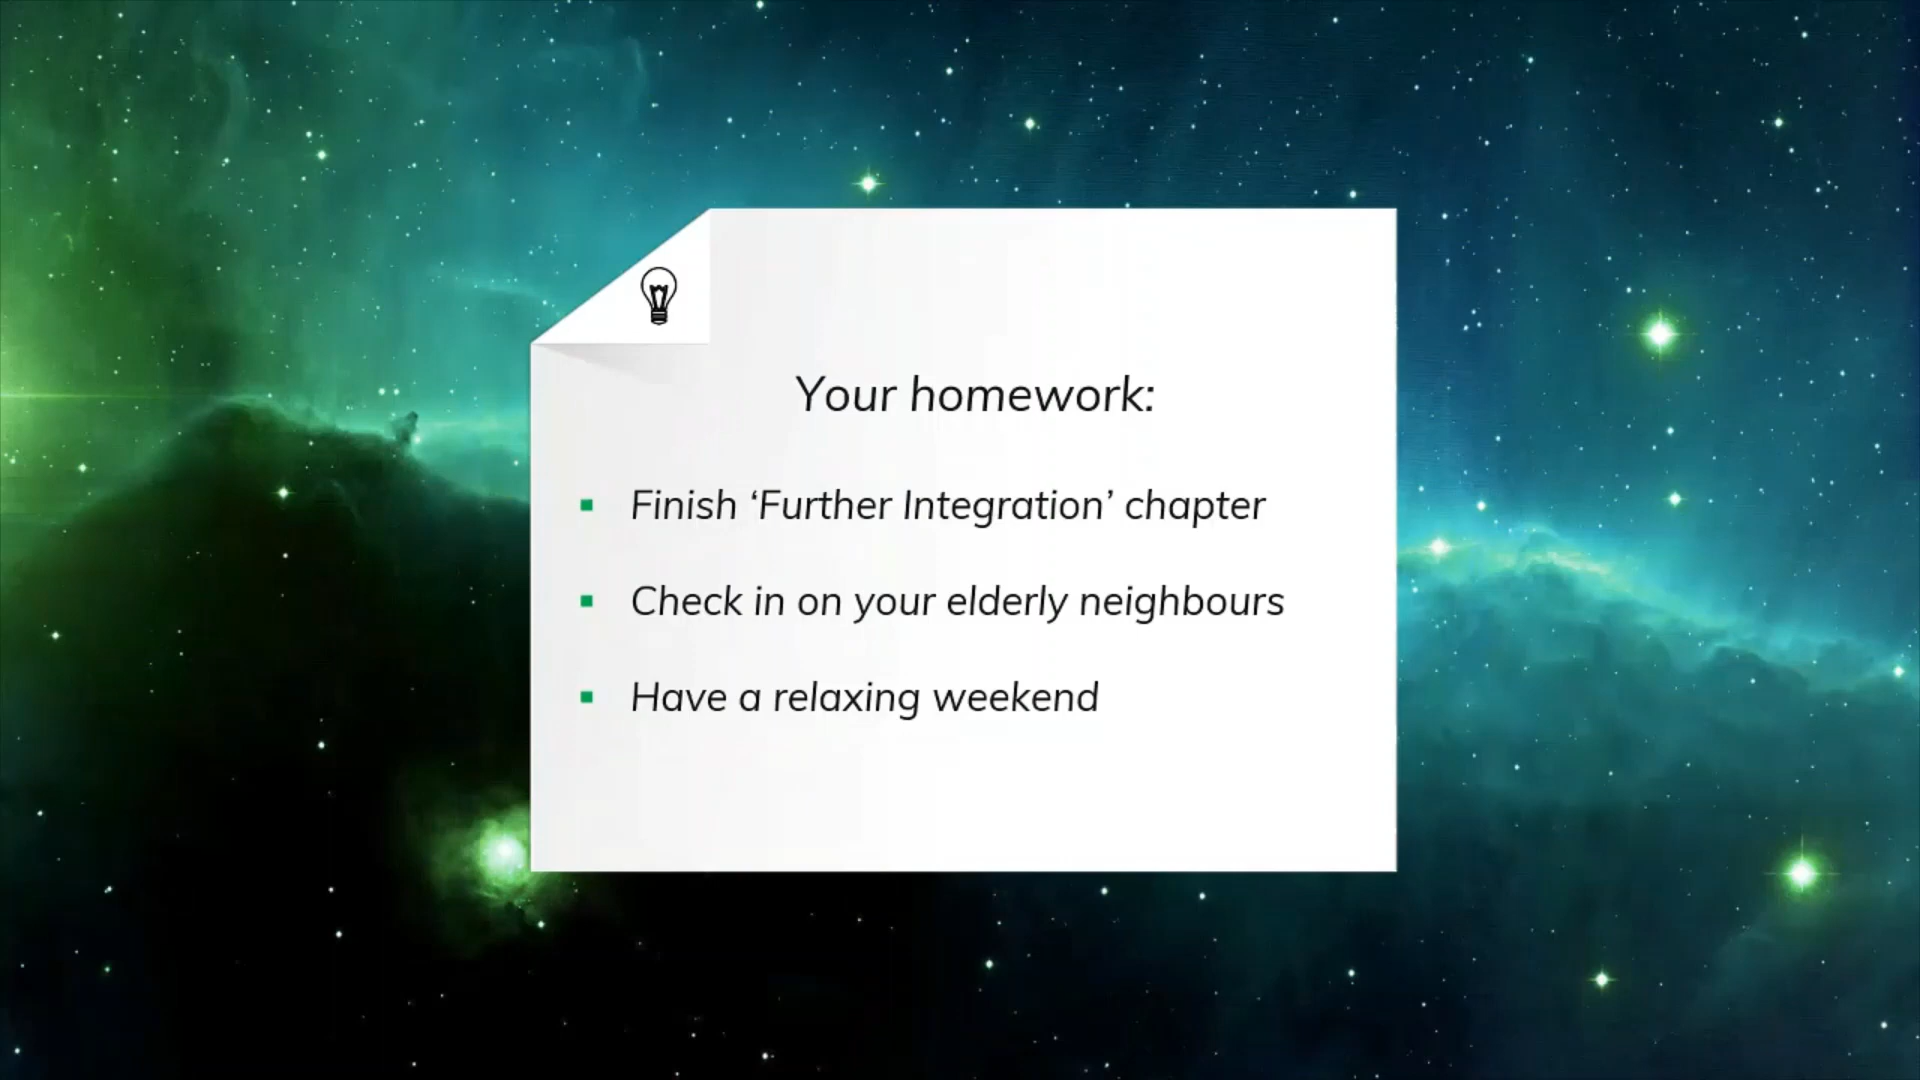 Your homework:
Finish ‘Further Integration’ chapter
Check in on your elderly neighbours
Have a relaxing weekend